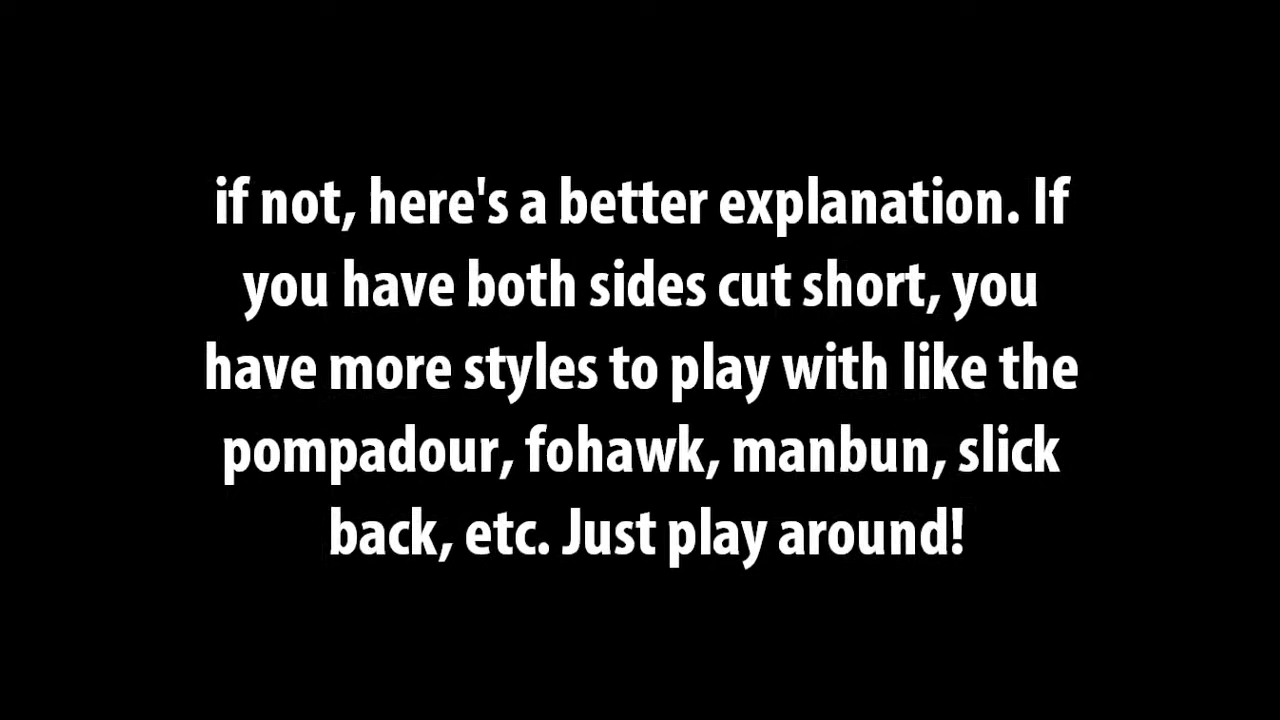 if not, here's a better explanation. If
you have both sides cut short, you
have more styles to play with like the
pompadour, fohawk, manbun, slick
back, etc. Just play around!